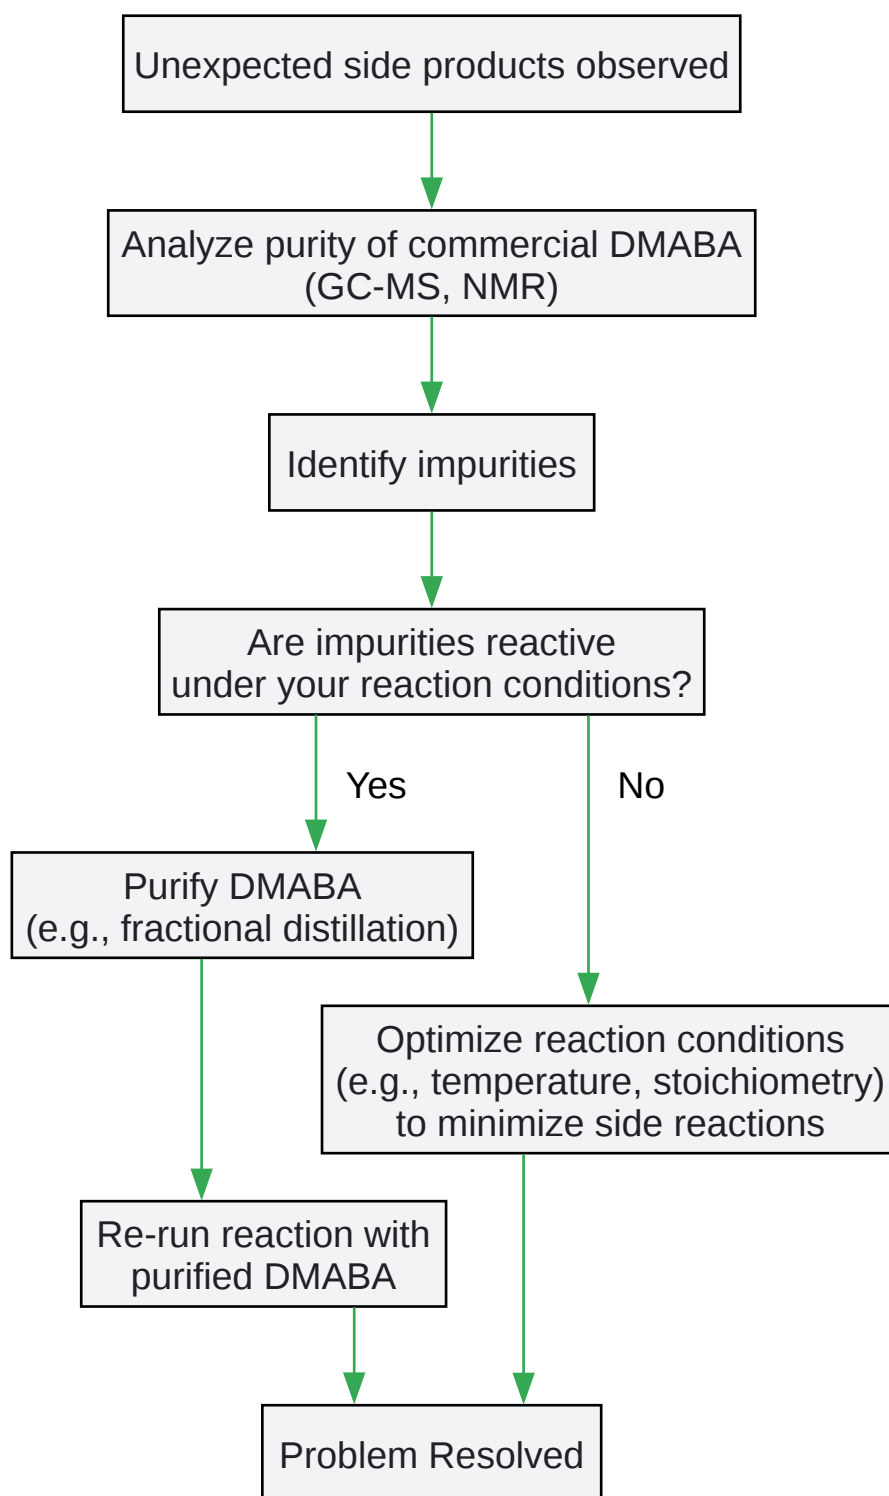 Unexpected side products observed
Analyze purity of commercial DMABA
(GC-MS, NMR)
Identify impurities
Are impurities reactive
under your reaction conditions?
Yes
No
Purify DMABA
(e.g., fractional distillation)
Optimize reaction conditions
(e.g., temperature, stoichiometry)
to minimize side reactions
Re-run reaction with
purified DMABA
Problem Resolved